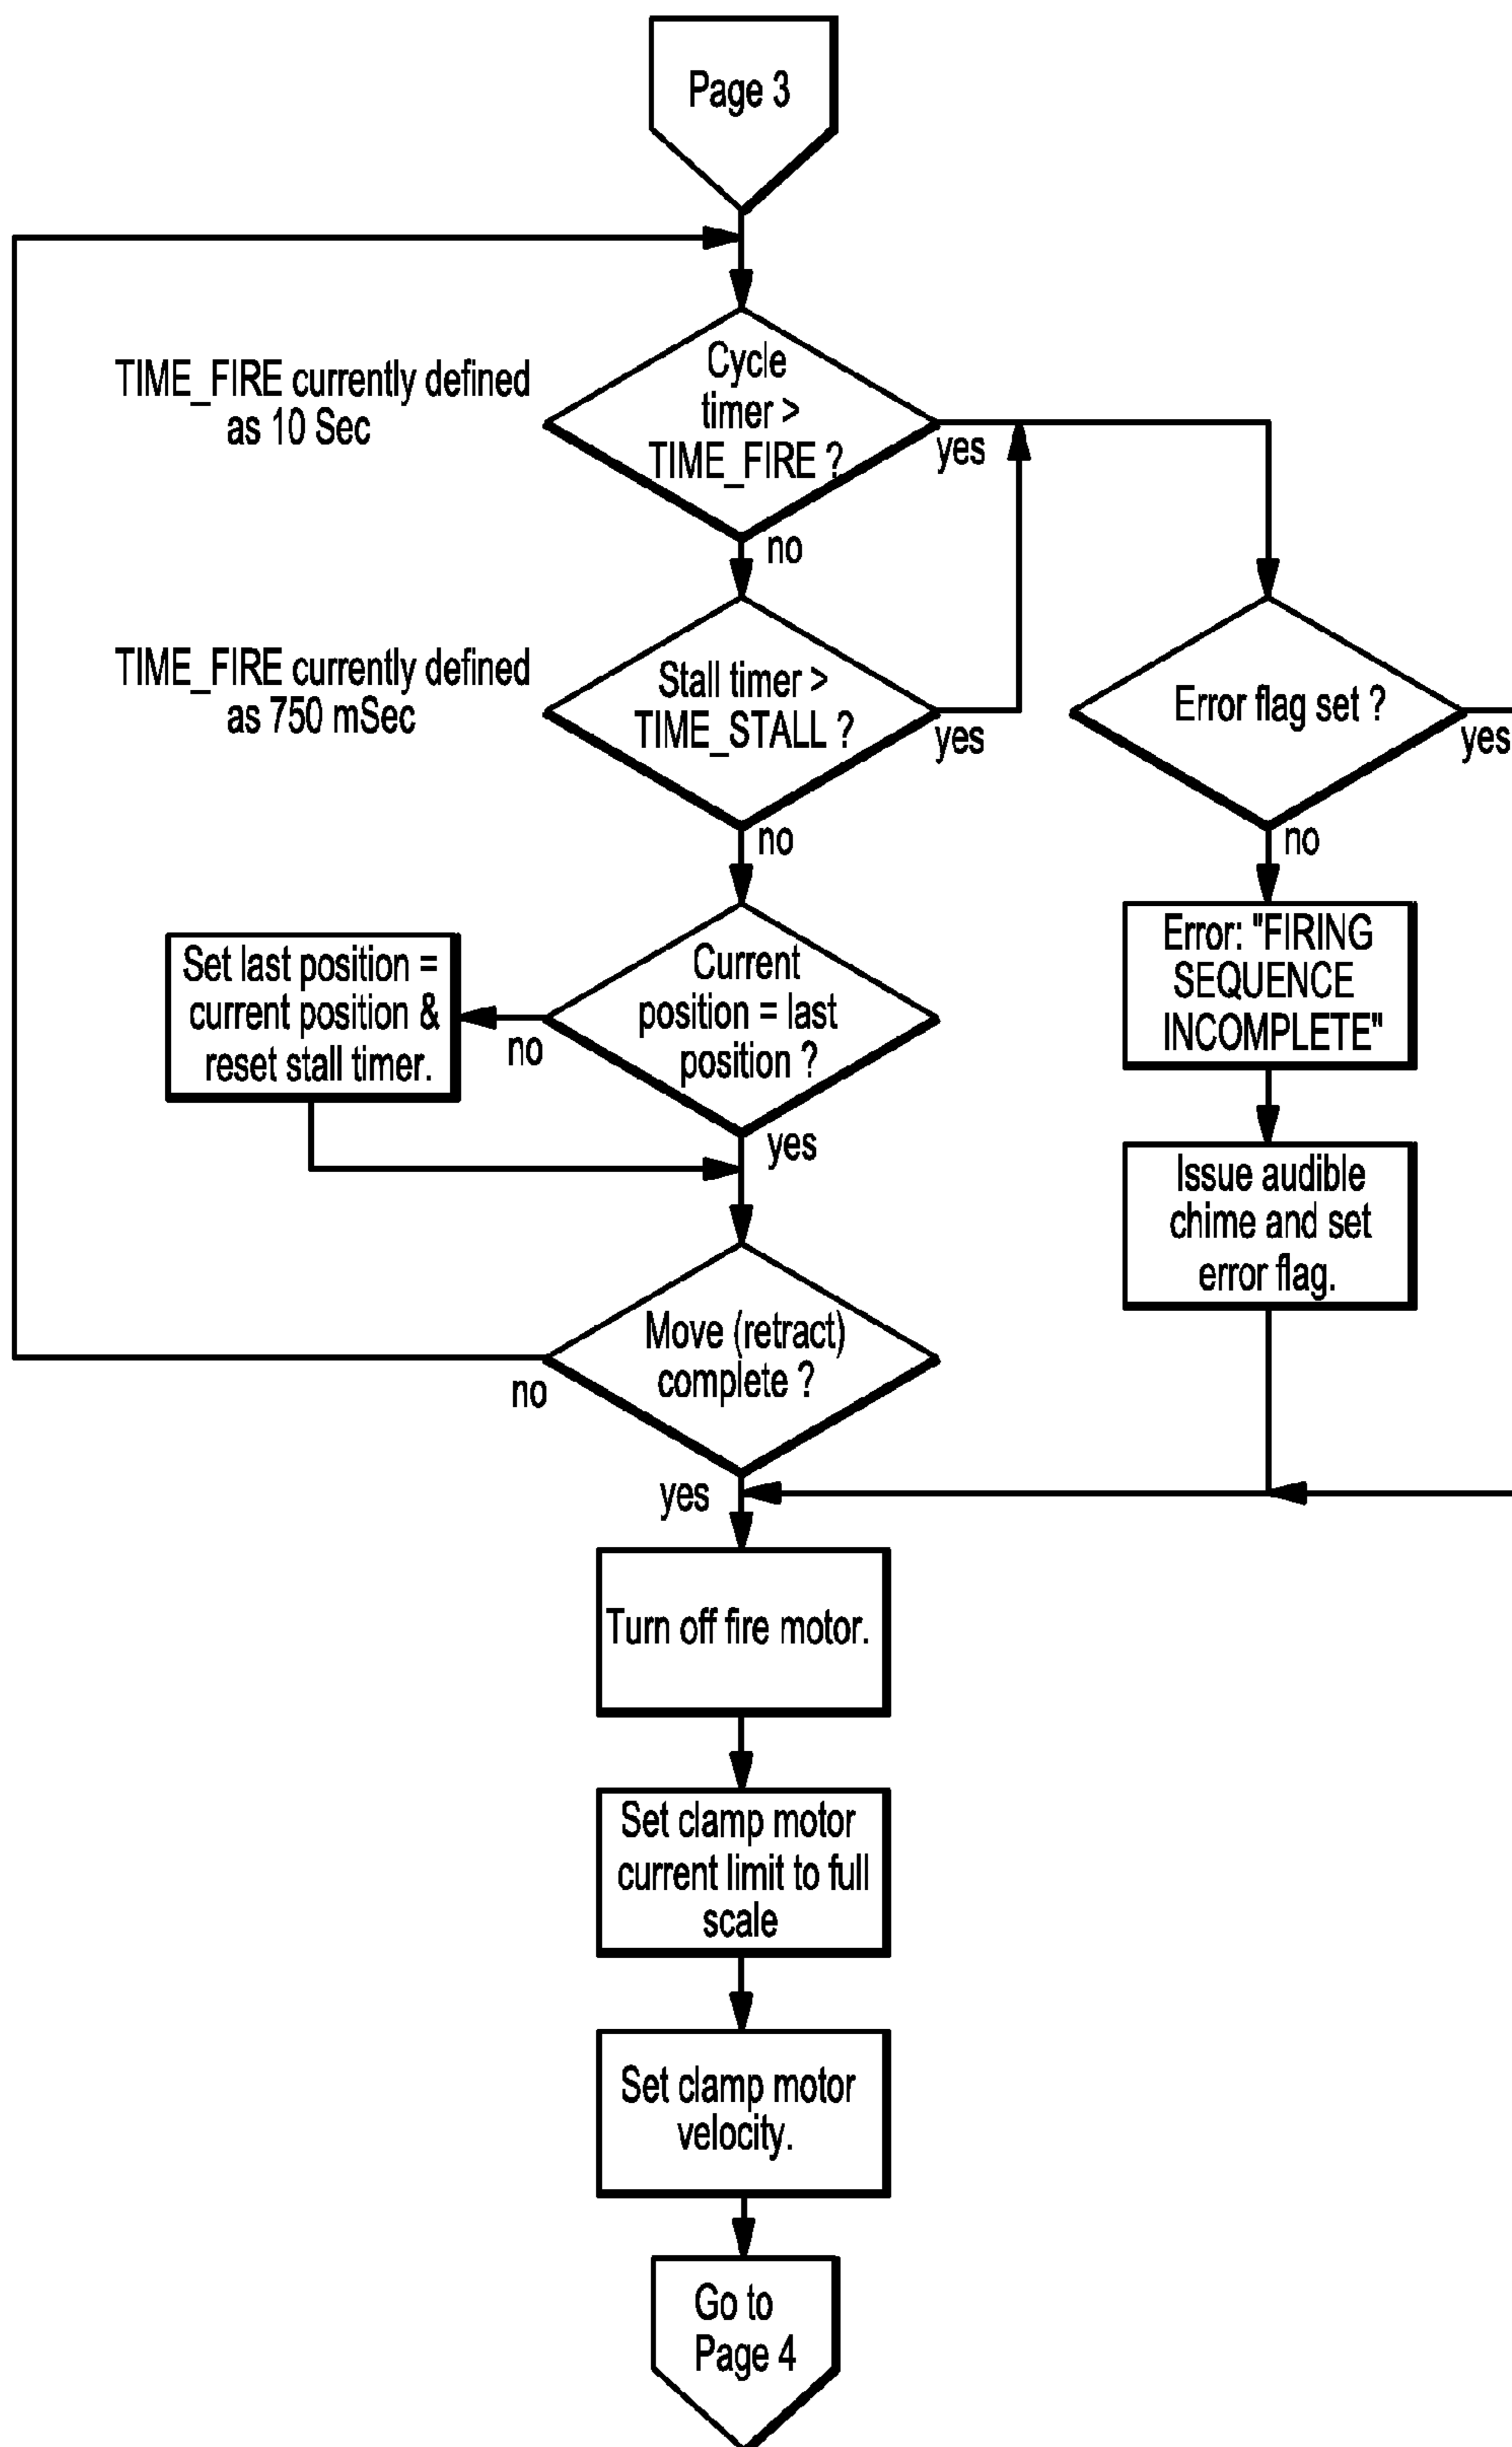 Page 3
TIME_FIRE currently defined
as 10 Sec
Cycle
timer >
TIME_FIRE ?
yes
no
TIME_FIRE currently defined
as 750 mSec
Stall timer >
TIME_STALL ?
yes
no
Error flag set ?
yes
no
Set last position =
current position &
reset stall timer.
Current
position = last
position ?
no
yes
Error: "FIRING
SEQUENCE
INCOMPLETE"
Issue audible
chime and set
error flag.
Move (retract)
complete ?
no
yes
Turn off fire motor.
Set clamp motor
current limit to full
scale
Set clamp motor
velocity.
Go to
Page 4